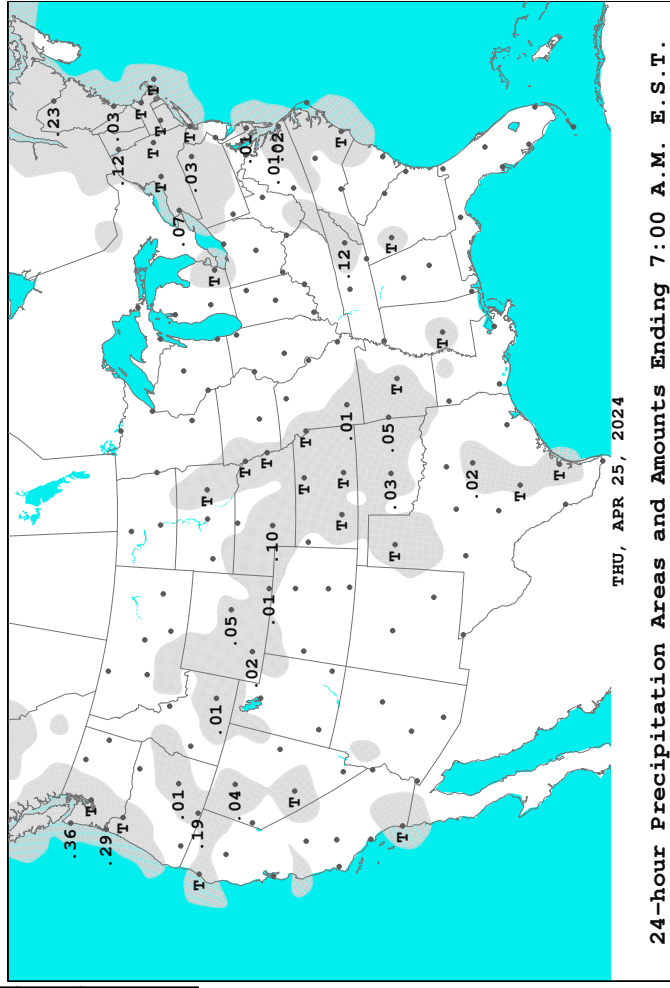 .23
.36
T
.29
.03
.12
T
T
T
T
T
T
.07
.01
T
.03
.19
T
T
T
.01
.05
.04
T
.01
.02
T
.01
.10
.01
.02
T
T
T
T
T
T
.12
.01
.05
T
.03
T
T
T
T
.02
T
T
THU, APR 25, 2024
24-hour Precipitation Areas and Amounts Ending 7:00 A.M. E.S.T.